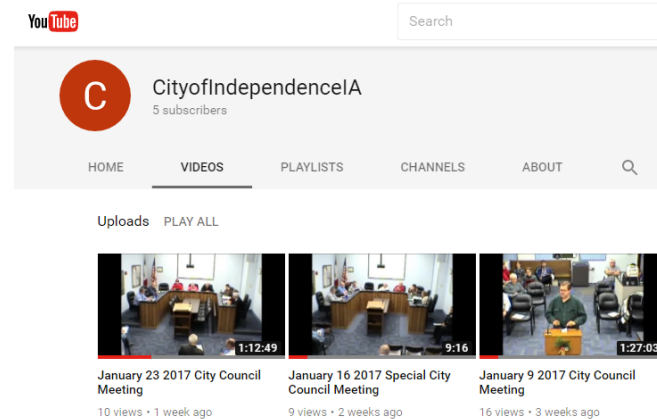 YouTube
Search
C
CityofIndependenceIA
5 subscribers
HOME VIDEOS PLAYLISTS CHANNELS ABOUT
Uploads PLAY ALL
1:12:49 9:16 1:27:03
January 23 2017 City Council January 16 2017 Special City January 9 2017 City Council
Meeting Council Meeting Meeting
10 views • 1 week ago 9 views • 2 weeks ago 16 views • 3 weeks ago